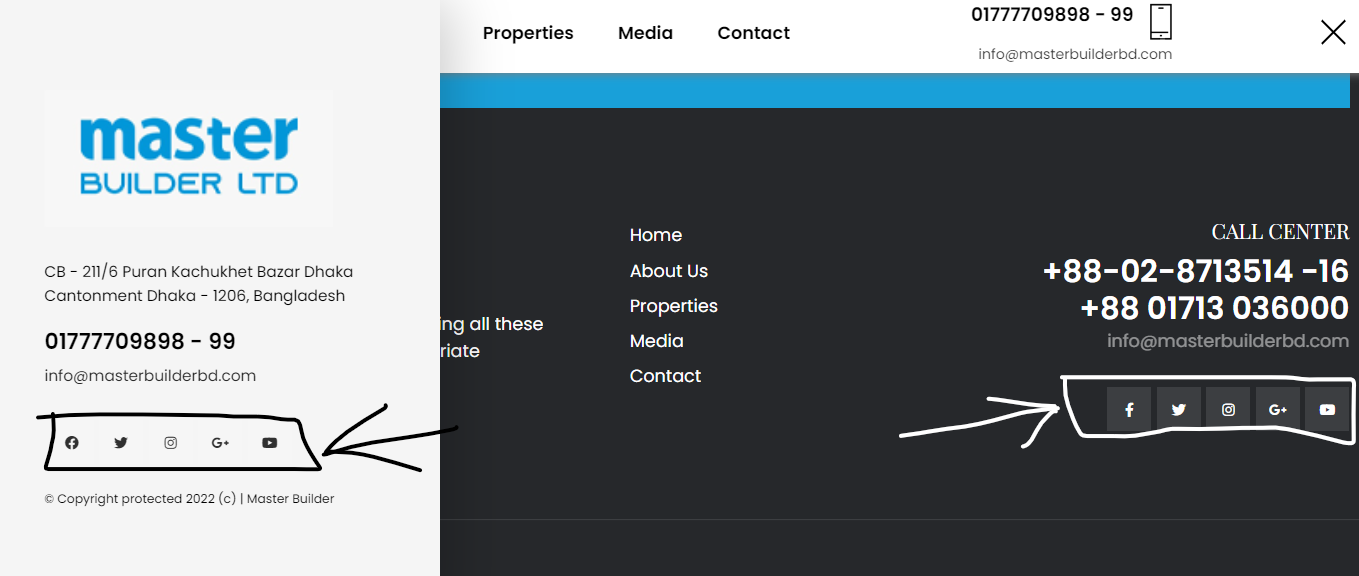 Properties
Media
Contact
01777709898 - 99
info@masterbuilderbd.com
master
BUILDER LTD
CB - 211/6 Puran Kachukhet Bazar Dhaka
Cantonment Dhaka - 1206, Bangladesh
01777709898 - 99
info@masterbuilderbd.com
G+
© Copyright protected 2022 (c) | Master Builder
ing all these
riate
Home
About Us
Properties
Media
Contact
CALL CENTER
+88-02-8713514 -16
+88 01713 036000
info@masterbuilderbd.com
G+